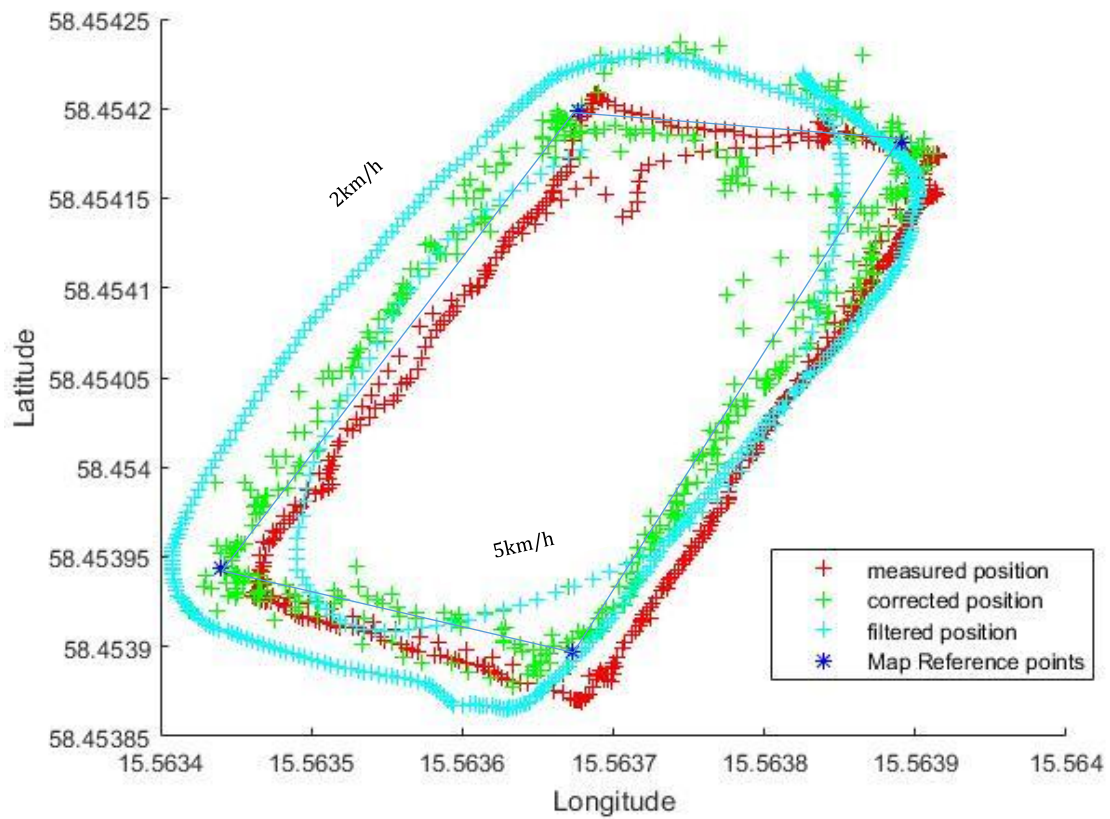 58.45425
58.4542
58.45415
58.4541
58.45405
58.454
58.45395
58.4539
58.45385
Latitude
2km/h
5km/h
measured position
corrected position
filtered position
Map Reference points
15.5634 15.5635 15.5636 15.5637 15.5638 15.5639 15.564
Longitude